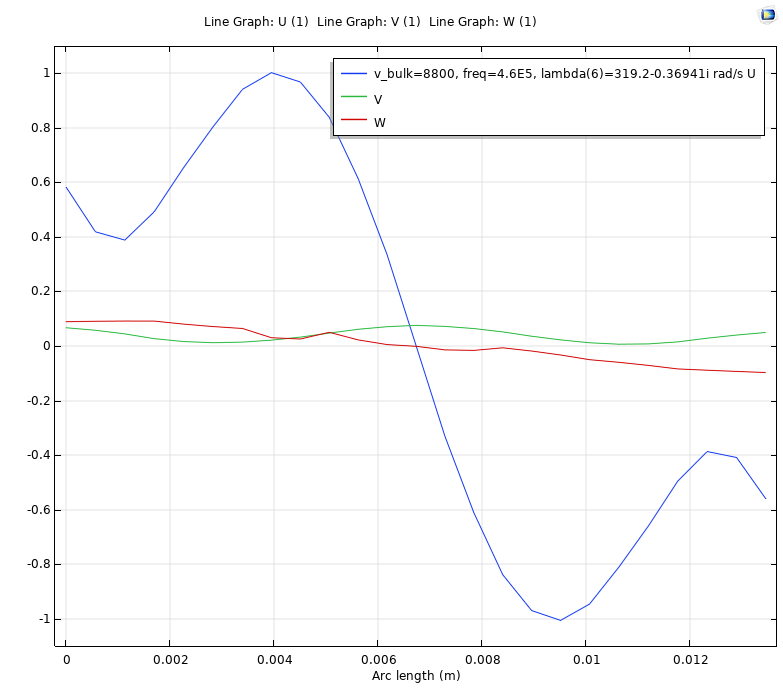 Line Graph: U (1) Line Graph: V (1) Line Graph: W (1)
v_bulk=8800, freq=4.6E5, lambda(6)=319.2-0.36941i rad/s U
V
W
1
0.8
0.6
0.4
0.2
0
-0.2
-0.4
-0.6
-0.8
-1
0 0.002 0.004 0.006 0.008 0.01 0.012
Arc length (m)